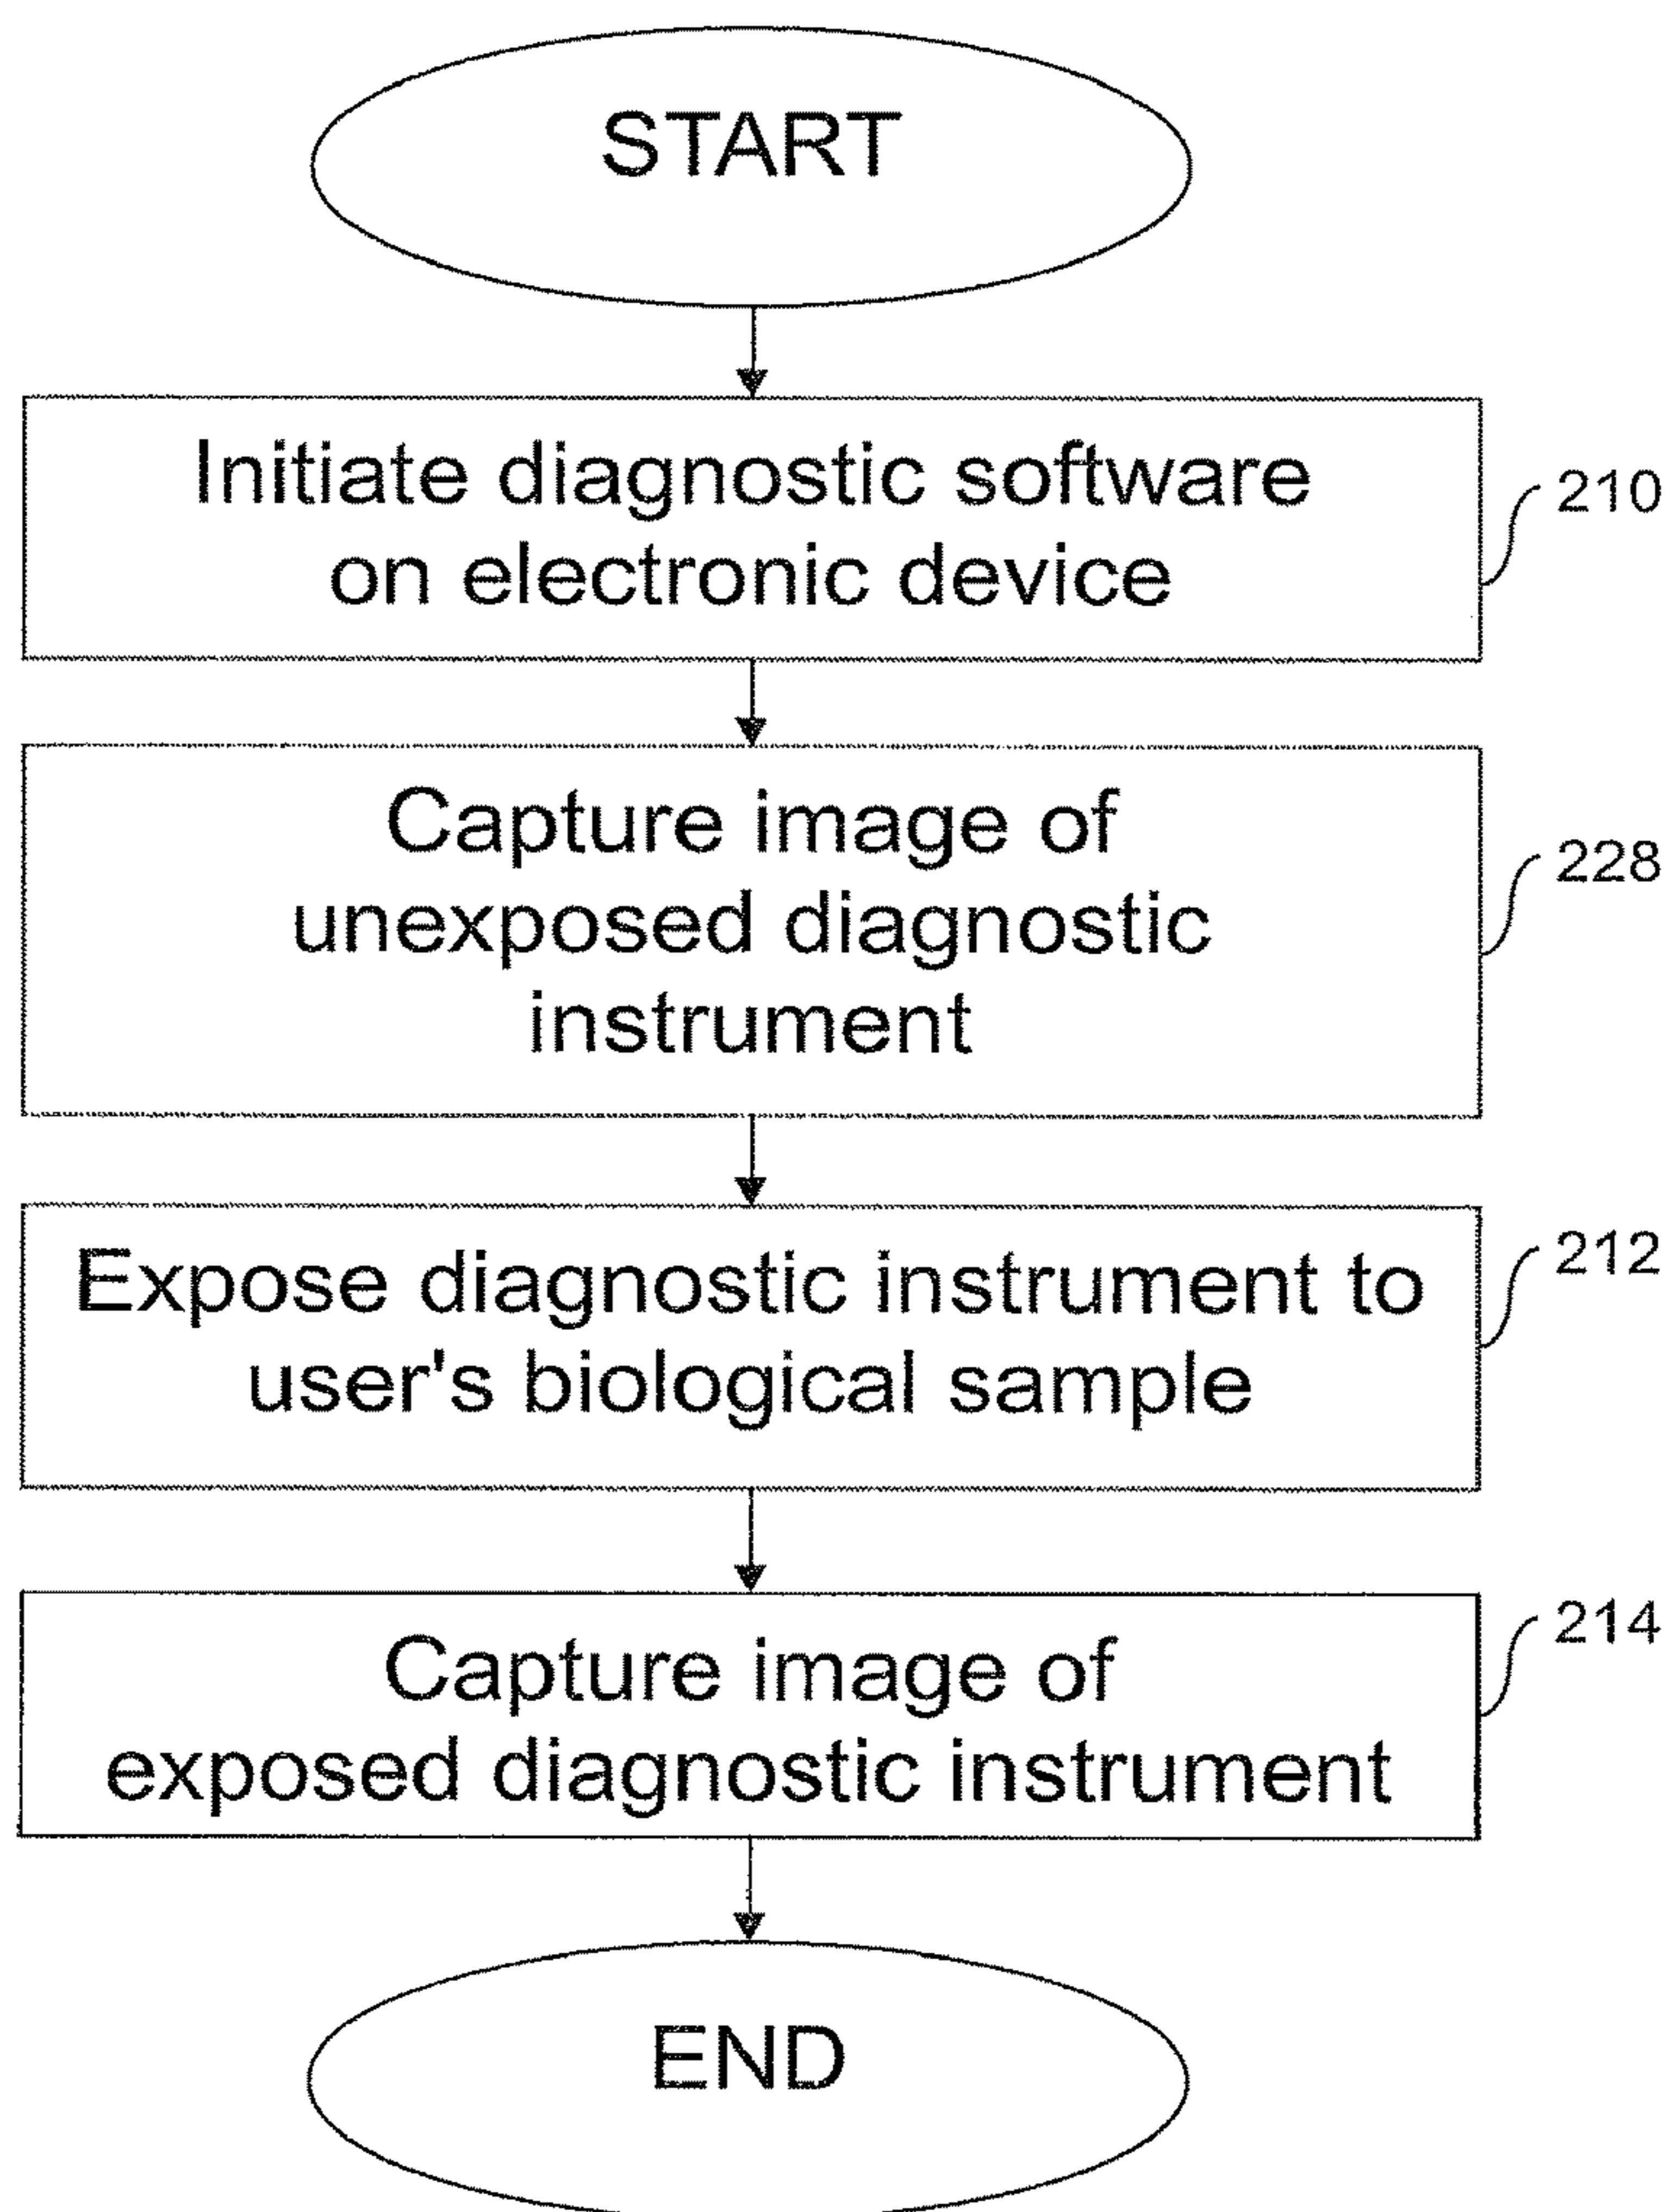 START
Initiate diagnostic software
on electronic device
210
Capture image of
unexposed diagnostic
instrument
228
Expose diagnostic instrument to
user's biological sample
212
Capture image of
exposed diagnostic instrument
214
END